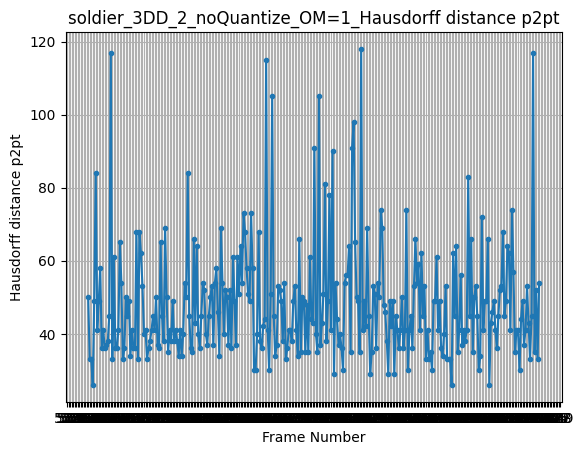 soldier_3DD_2_noQuantize_OM=1_Hausdorff distance p2pt
120
100
80
60
40
Hausdorff distance p2pt
Frame Number